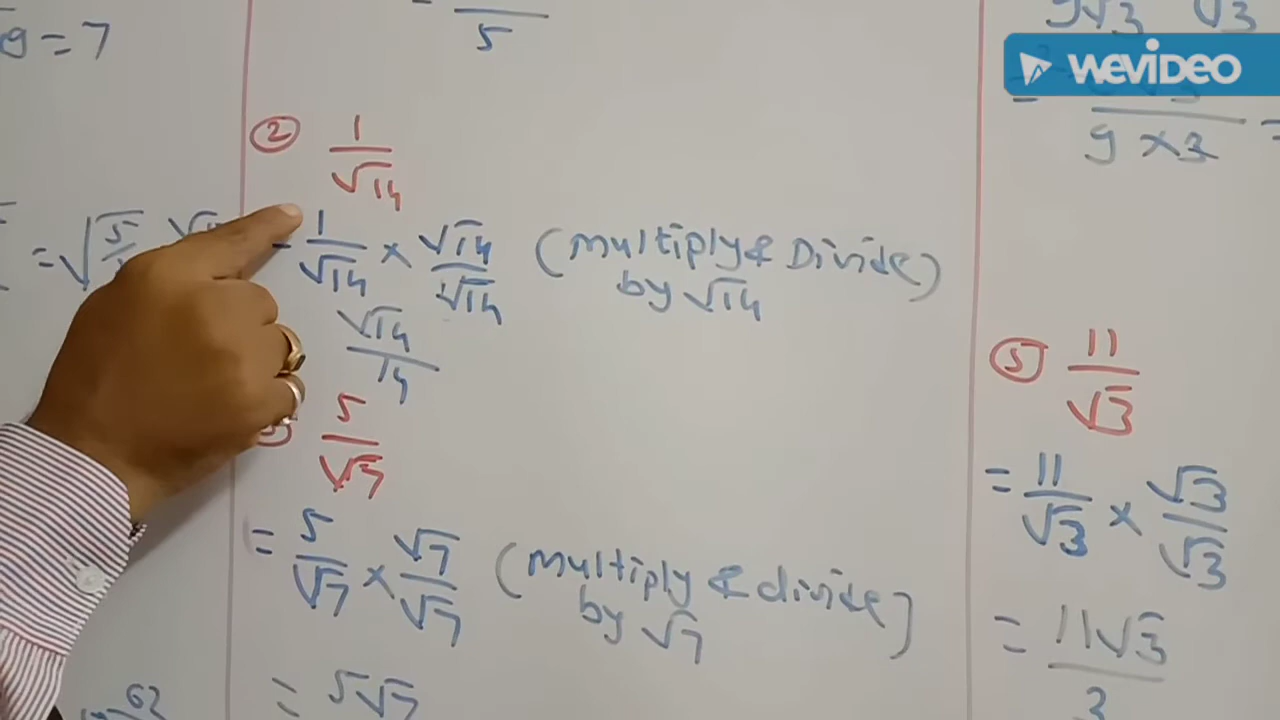 9 = 7
5
② 1/√14
= 1/√14 × √14/√14 (multiply & Divide
by √14)
√14/14
5/√7
= 5/√7 × √7/√7 (multiply & divide
by √7)
= 5√7
62
9√3 √3
WEVIDEO
9 × 3 =
⑤ 11/√3
= 11/√3 × √3/√3
= 11√3/3